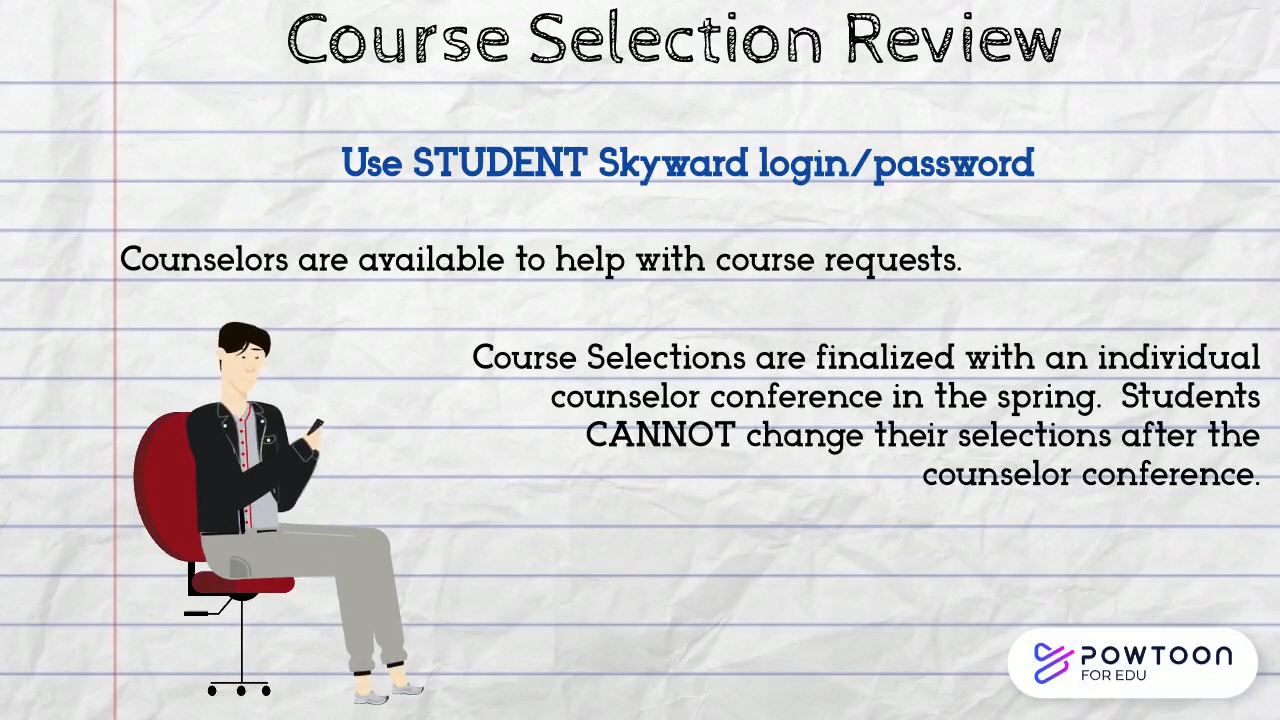 Course Selection Review
Use STUDENT Skyward login/password
Counselors are available to help with course requests.
Course Selections are finalized with an individual
counselor conference in the spring.  Students
CANNOT change their selections after the
counselor conference.
POWTOON
FOR EDU